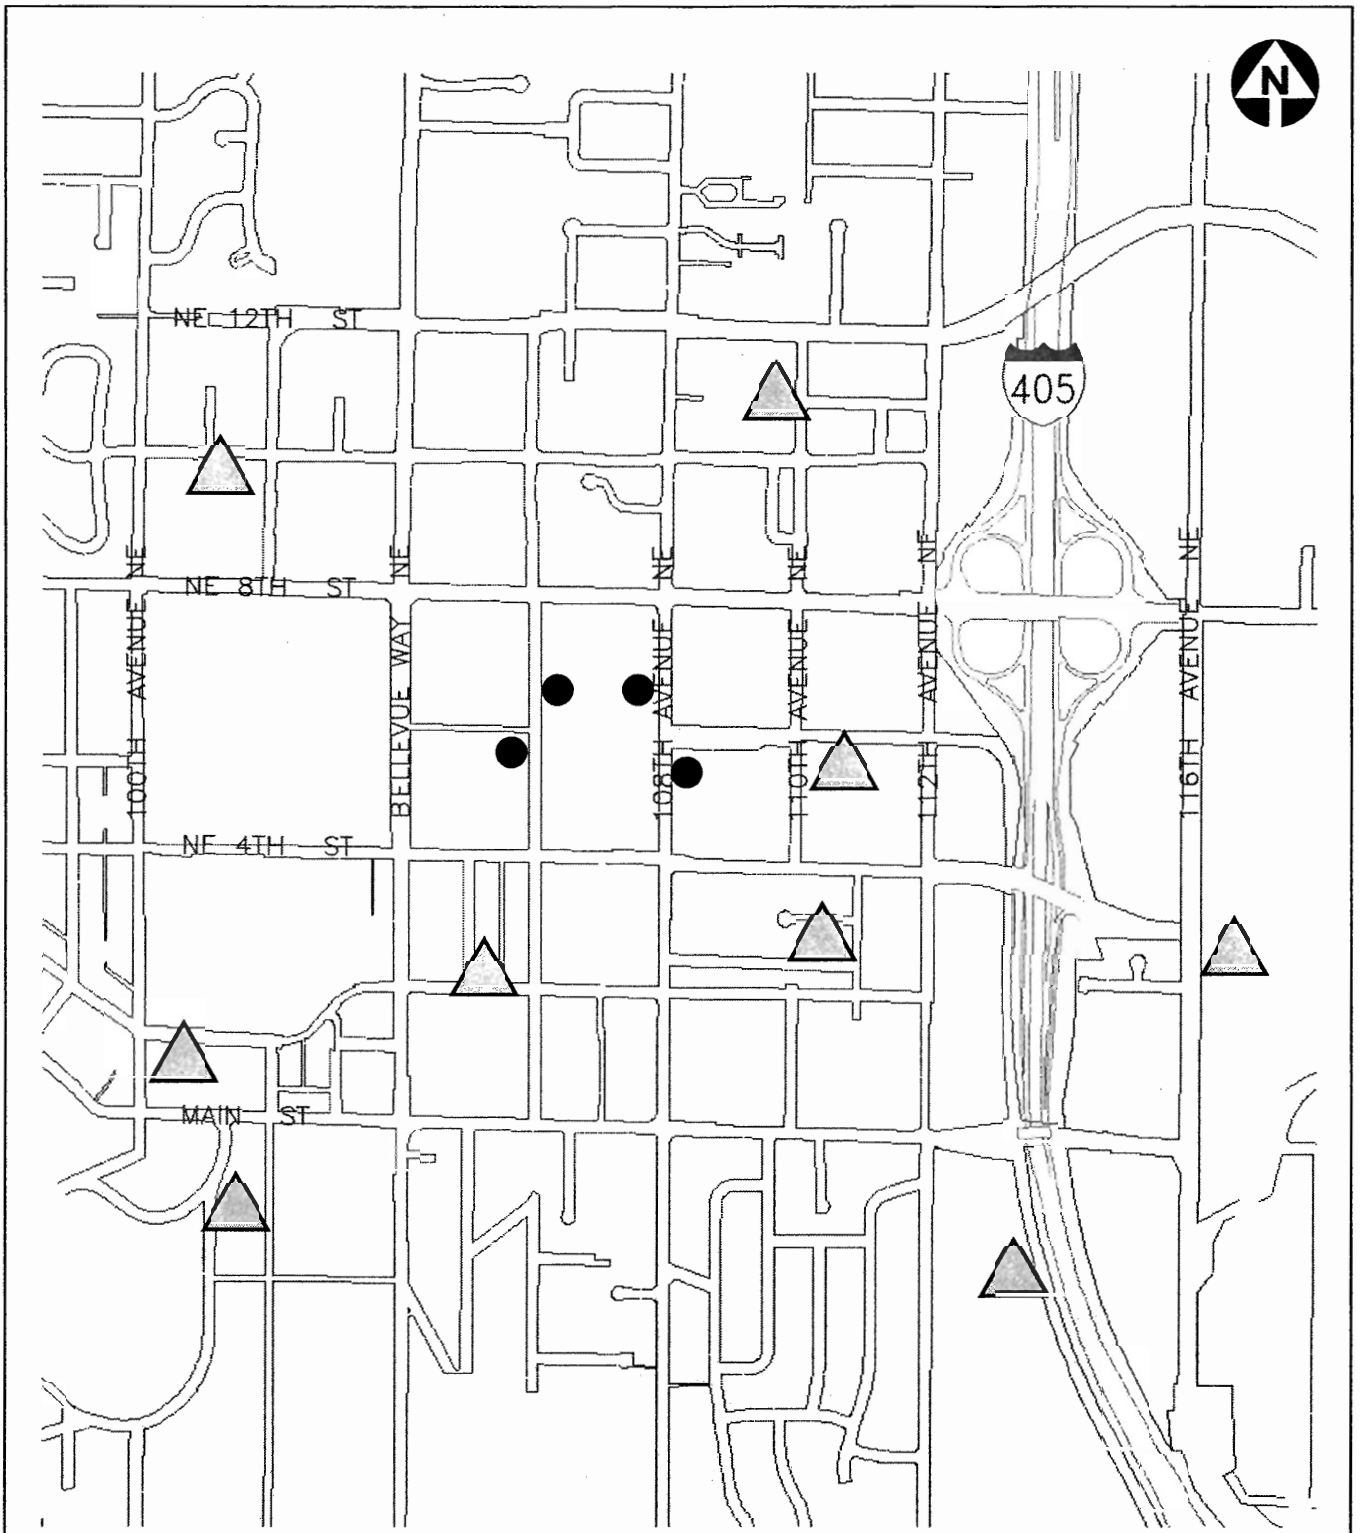 N
NE 12TH ST
405
NE 8TH ST
100TH AVENUE NE
BELLEVUE WAY NE
108TH AVENUE NE
110TH AVENUE NE
112TH AVENUE NE
116TH AVENUE NE
NE 4TH ST
MAIN ST